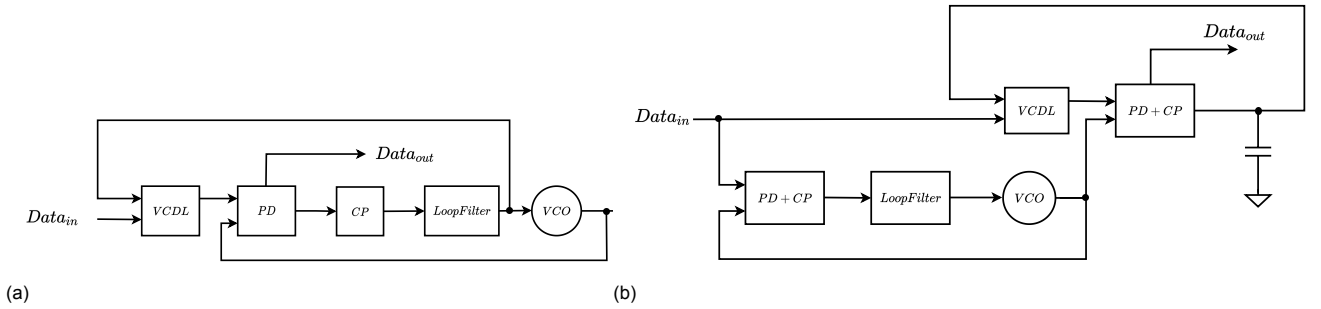 Data_out
Data_in
VCDL
PD
CP
LoopFilter
VCO
(a)
Data_out
Data_in
VCDL
PD + CP
PD + CP
LoopFilter
VCO
(b)